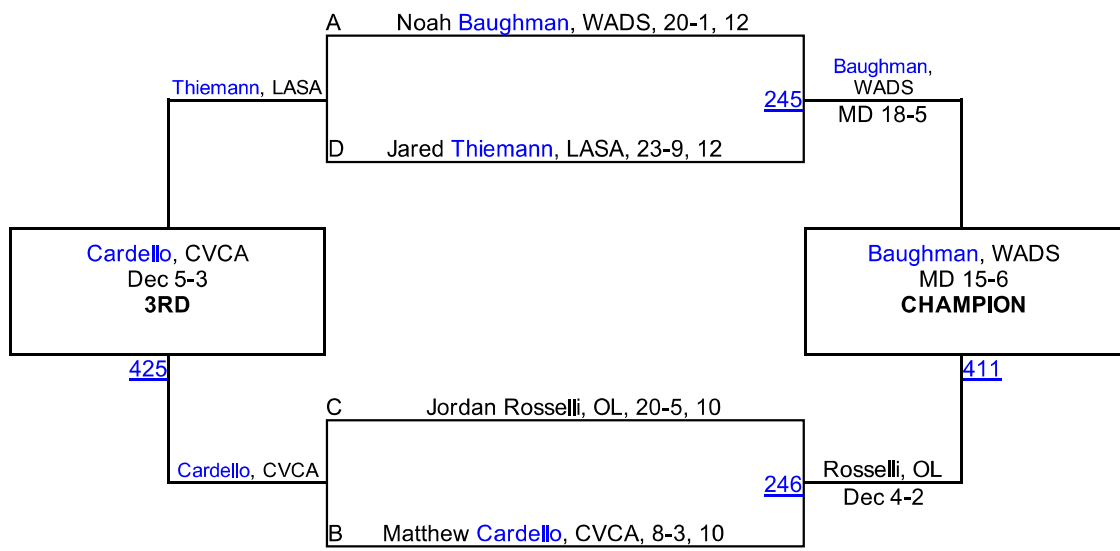 A Noah Baughman, WADS, 20-1, 12
Thiemann, LASA
245
Baughman,
WADS
MD 18-5
D Jared Thiemann, LASA, 23-9, 12
Cardello, CVCA
Dec 5-3
3RD
425
Baughman, WADS
MD 15-6
CHAMPION
411
C Jordan Rosselli, OL, 20-5, 10
Cardello, CVCA
246
Rosselli, OL
Dec 4-2
B Matthew Cardello, CVCA, 8-3, 10